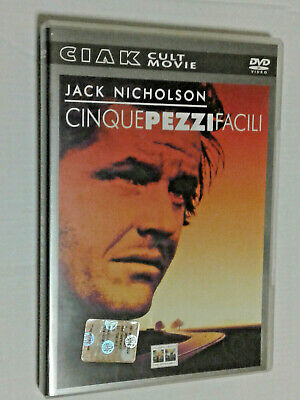 CIAK CULT MOVIE
DVD
VIDEO
JACK NICHOLSON
CINQUEPEZZIFACILI